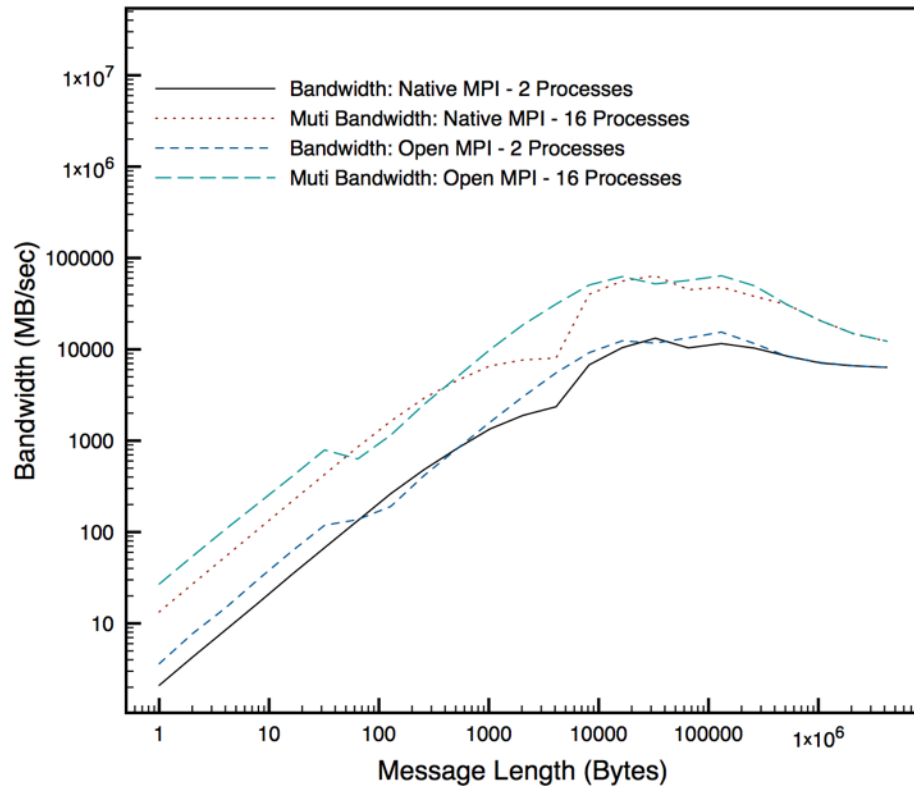 1x10⁷
1x10⁶
100000
10000
1000
100
10
Bandwidth (MB/sec)
Bandwidth: Native MPI - 2 Processes
Muti Bandwidth: Native MPI - 16 Processes
Bandwidth: Open MPI - 2 Processes
Muti Bandwidth: Open MPI - 16 Processes
1 10 100 1000 10000 100000 1x10⁶
Message Length (Bytes)